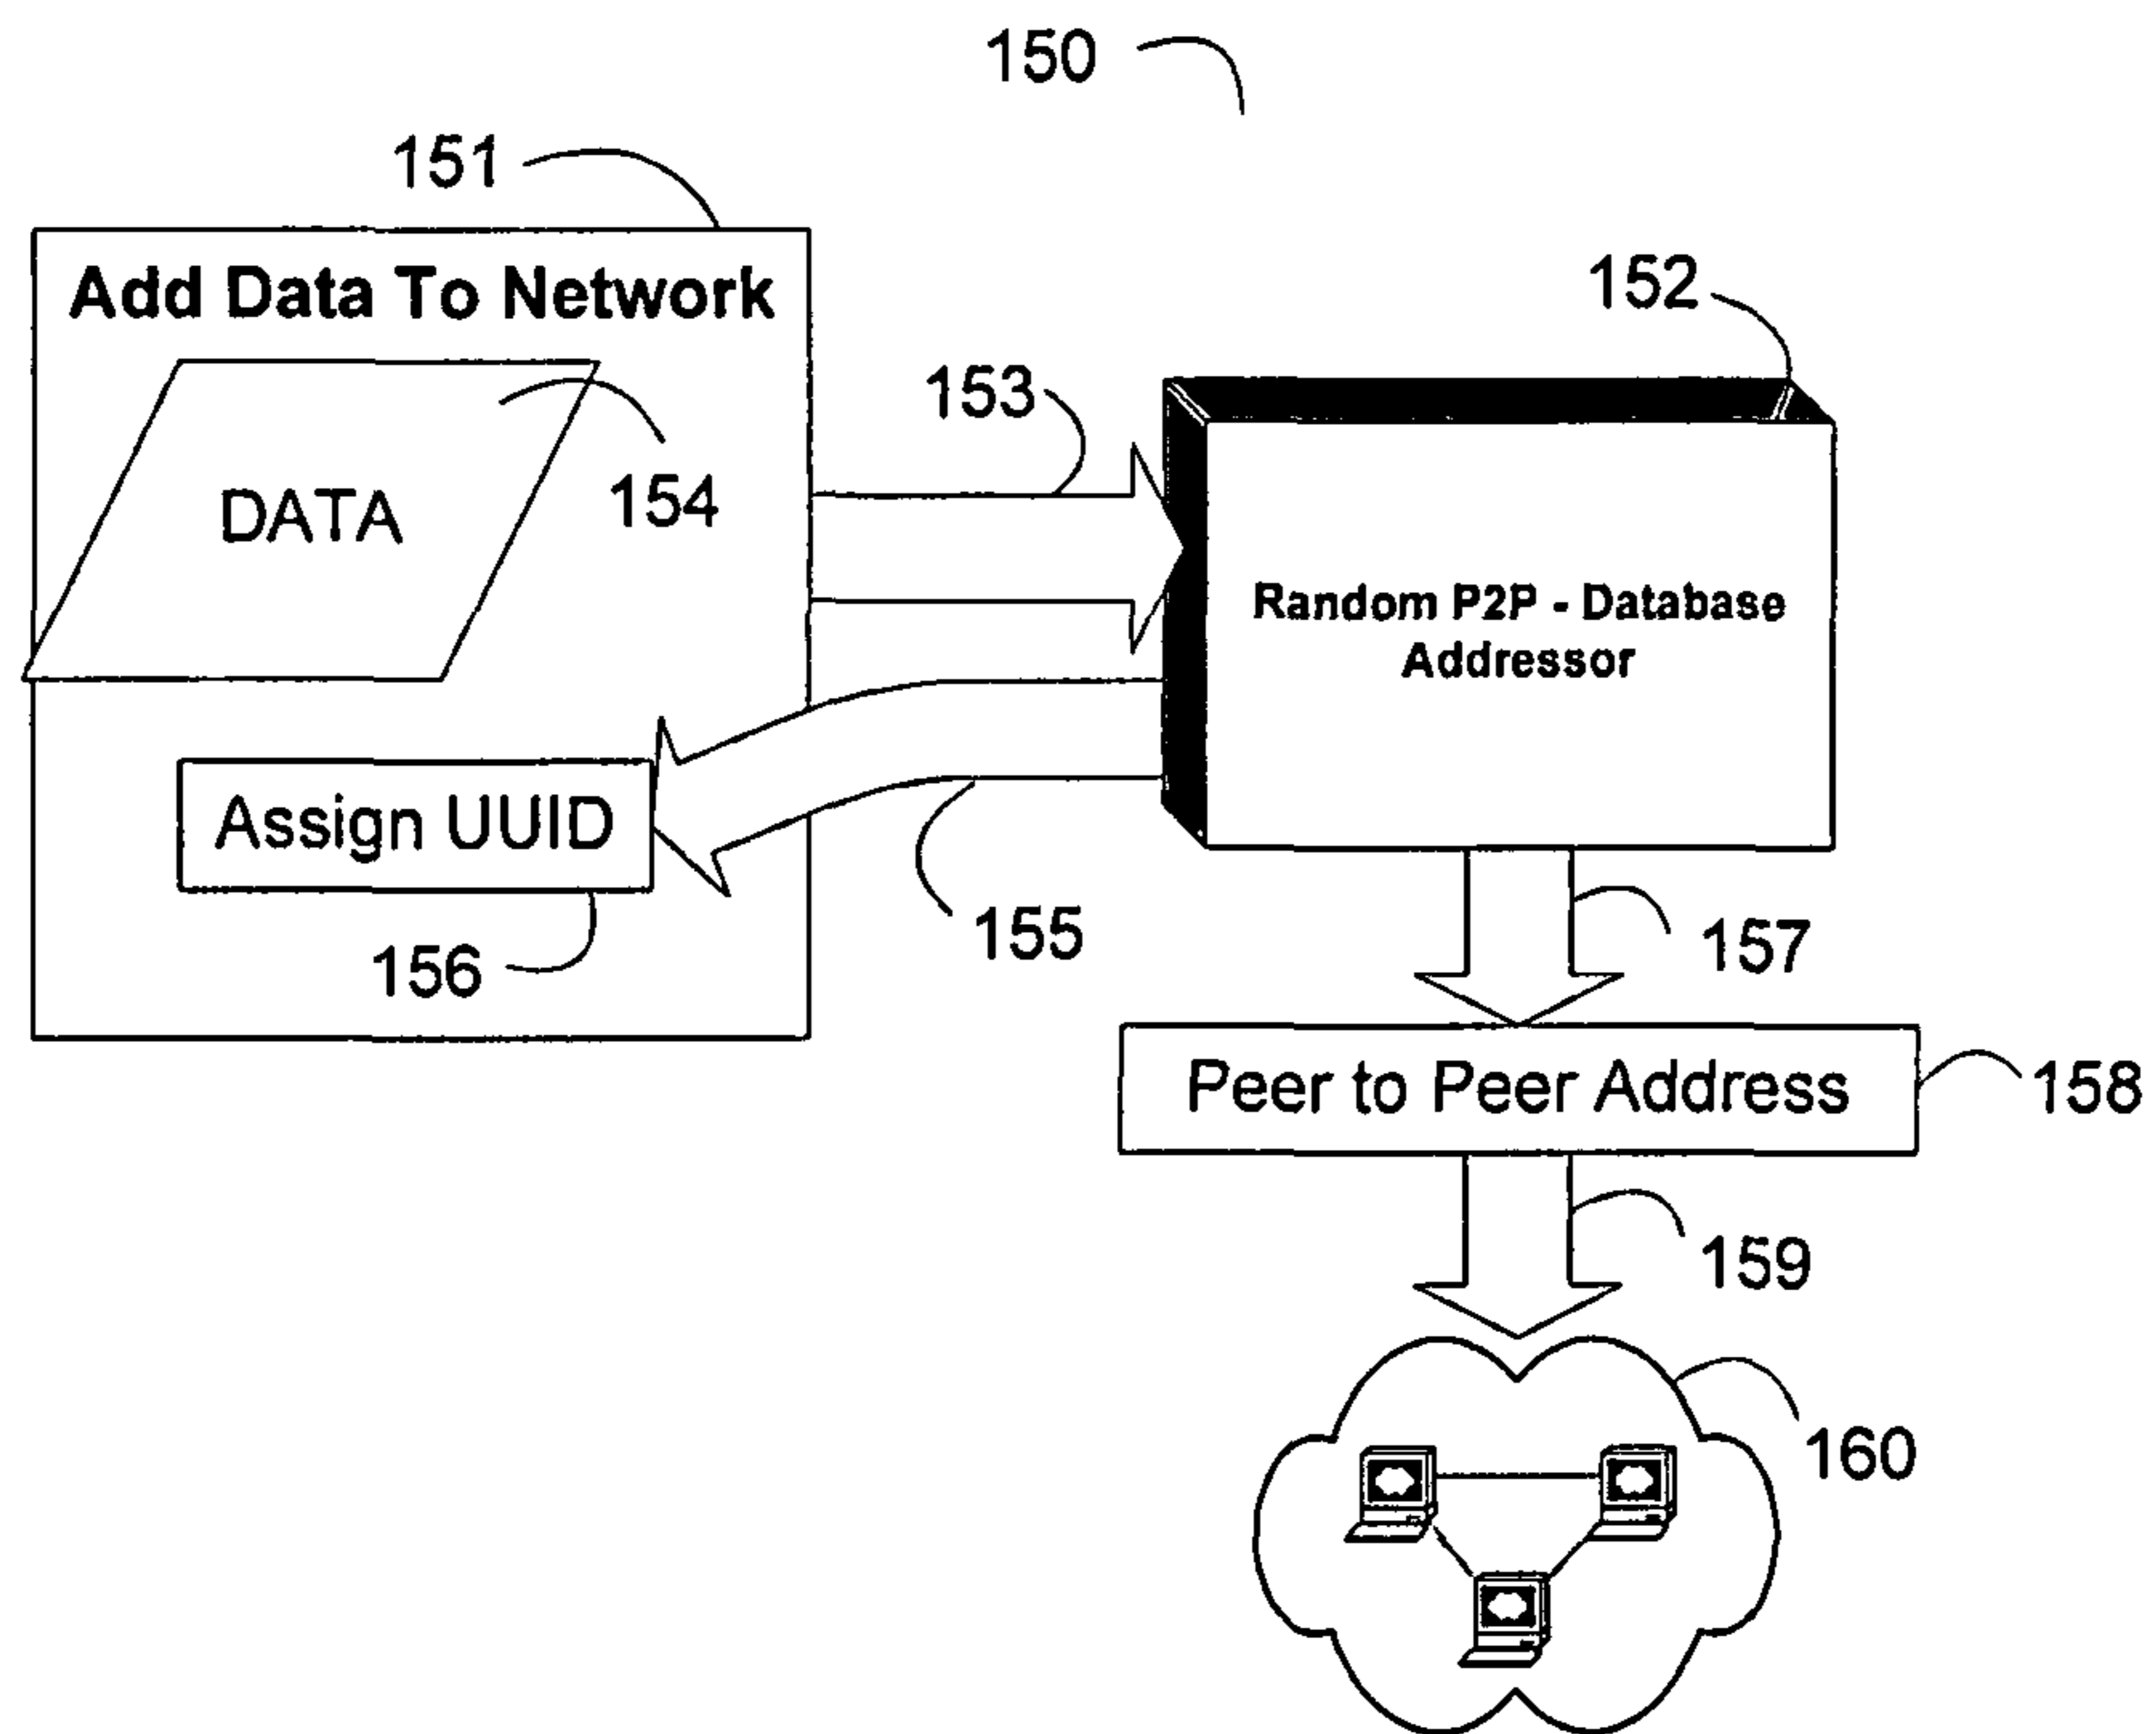 150
151
Add Data To Network
152
153
154
DATA
Random P2P - Database
Addressor
Assign UUID
155
156
157
Peer to Peer Address
158
159
160